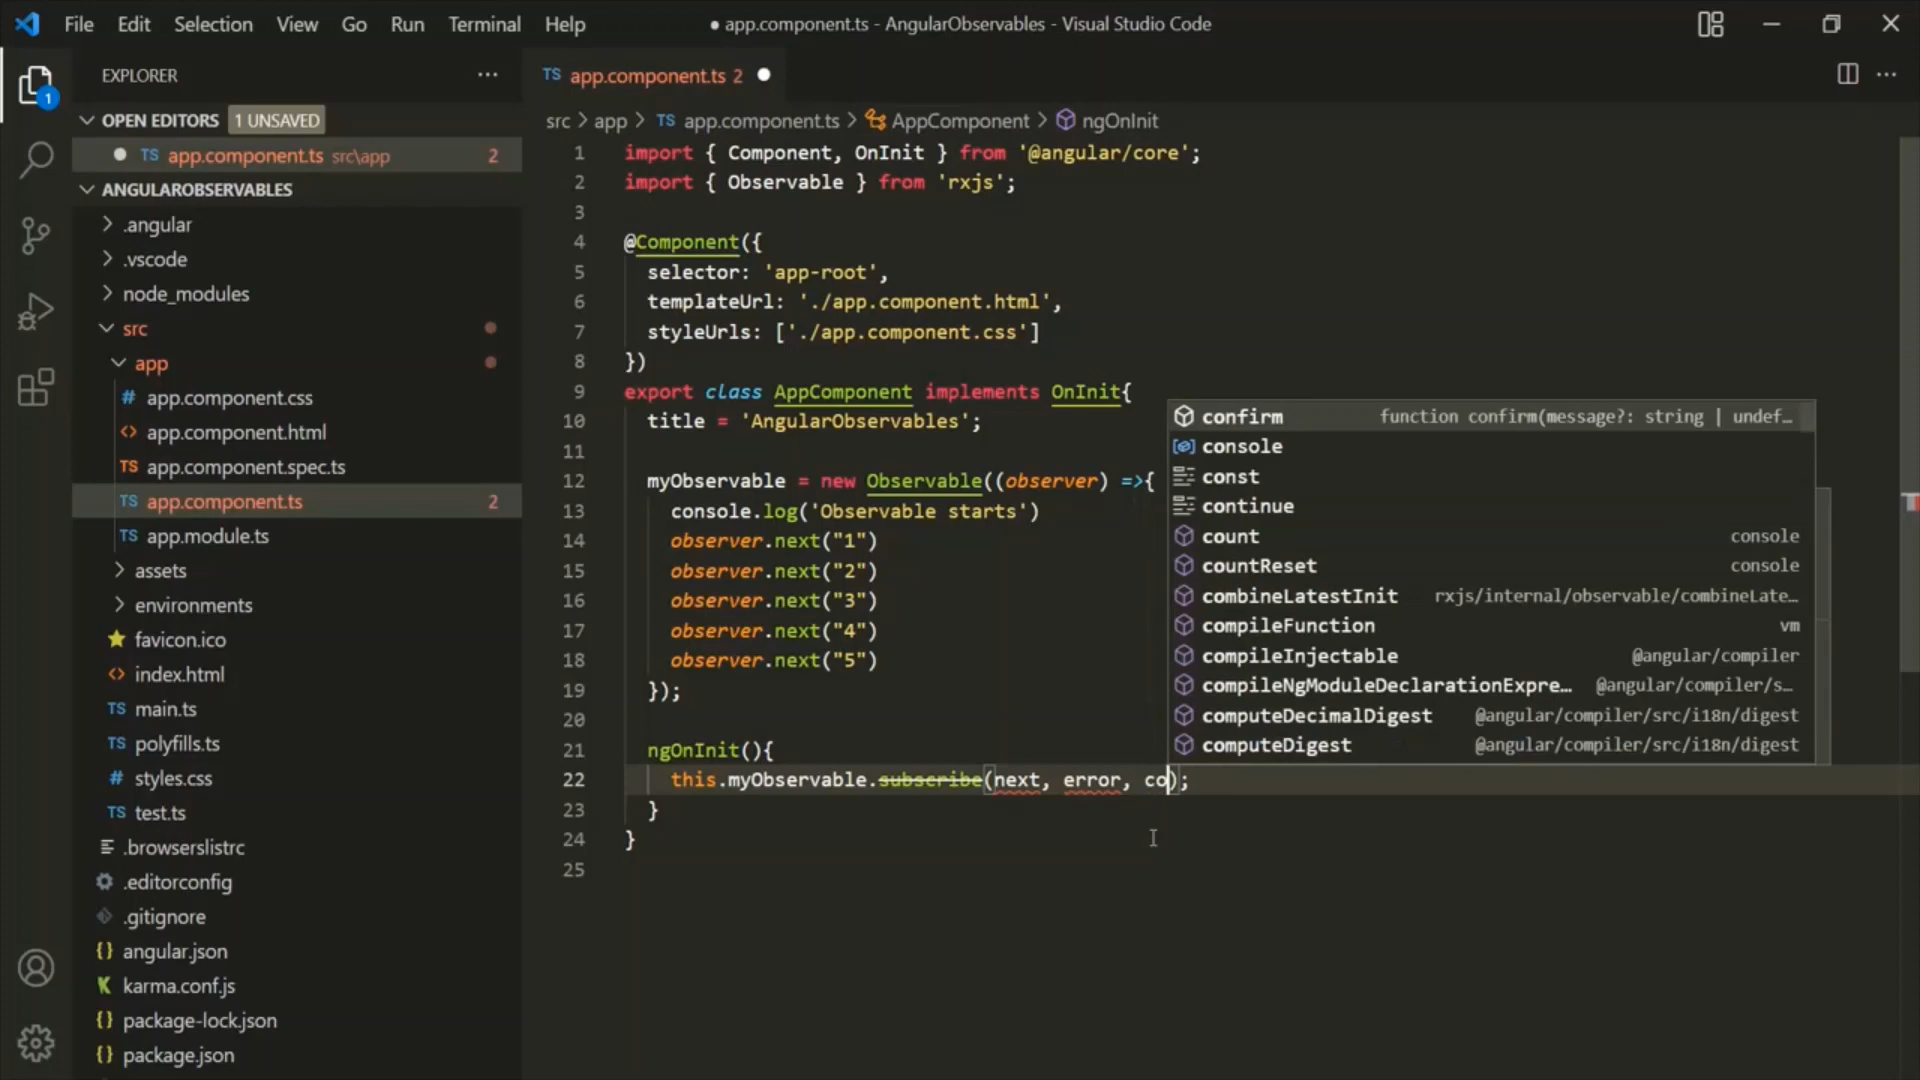 File Edit Selection View Go Run Terminal Help
● app.component.ts - AngularObservables - Visual Studio Code
EXPLORER
1
OPEN EDITORS 1 UNSAVED
TS app.component.ts src\app 2
ANGULAROBSERVABLES
.angular
.vscode
node_modules
src
app
# app.component.css
<> app.component.html
TS app.component.spec.ts
TS app.component.ts 2
TS app.module.ts
assets
environments
favicon.ico
<> index.html
TS main.ts
TS polyfills.ts
# styles.css
TS test.ts
.browserslistrc
.editorconfig
.gitignore
{} angular.json
K karma.conf.js
{} package-lock.json
{} package.json
TS app.component.ts 2
src > app > TS app.component.ts > AppComponent > ngOnInit
1 import { Component, OnInit } from '@angular/core';
2 import { Observable } from 'rxjs';
3
4 @Component({
5 selector: 'app-root',
6 templateUrl: './app.component.html',
7 styleUrls: ['./app.component.css']
8 })
9 export class AppComponent implements OnInit{
10 title = 'AngularObservables';
11
12 myObservable = new Observable((observer) =>{
13 console.log('Observable starts')
14 observer.next("1")
15 observer.next("2")
16 observer.next("3")
17 observer.next("4")
18 observer.next("5")
19 });
20
21 ngOnInit(){
22 this.myObservable.subscribe(next, error, co);
23 }
24 }
25
confirm function confirm(message?: string | undef…
console
const
continue
count console
countReset console
combineLatestInit rxjs/internal/observable/combineLate…
compileFunction vm
compileInjectable @angular/compiler
compileNgModuleDeclarationExpre… @angular/compiler/s…
computeDecimalDigest @angular/compiler/src/i18n/digest
computeDigest @angular/compiler/src/i18n/digest